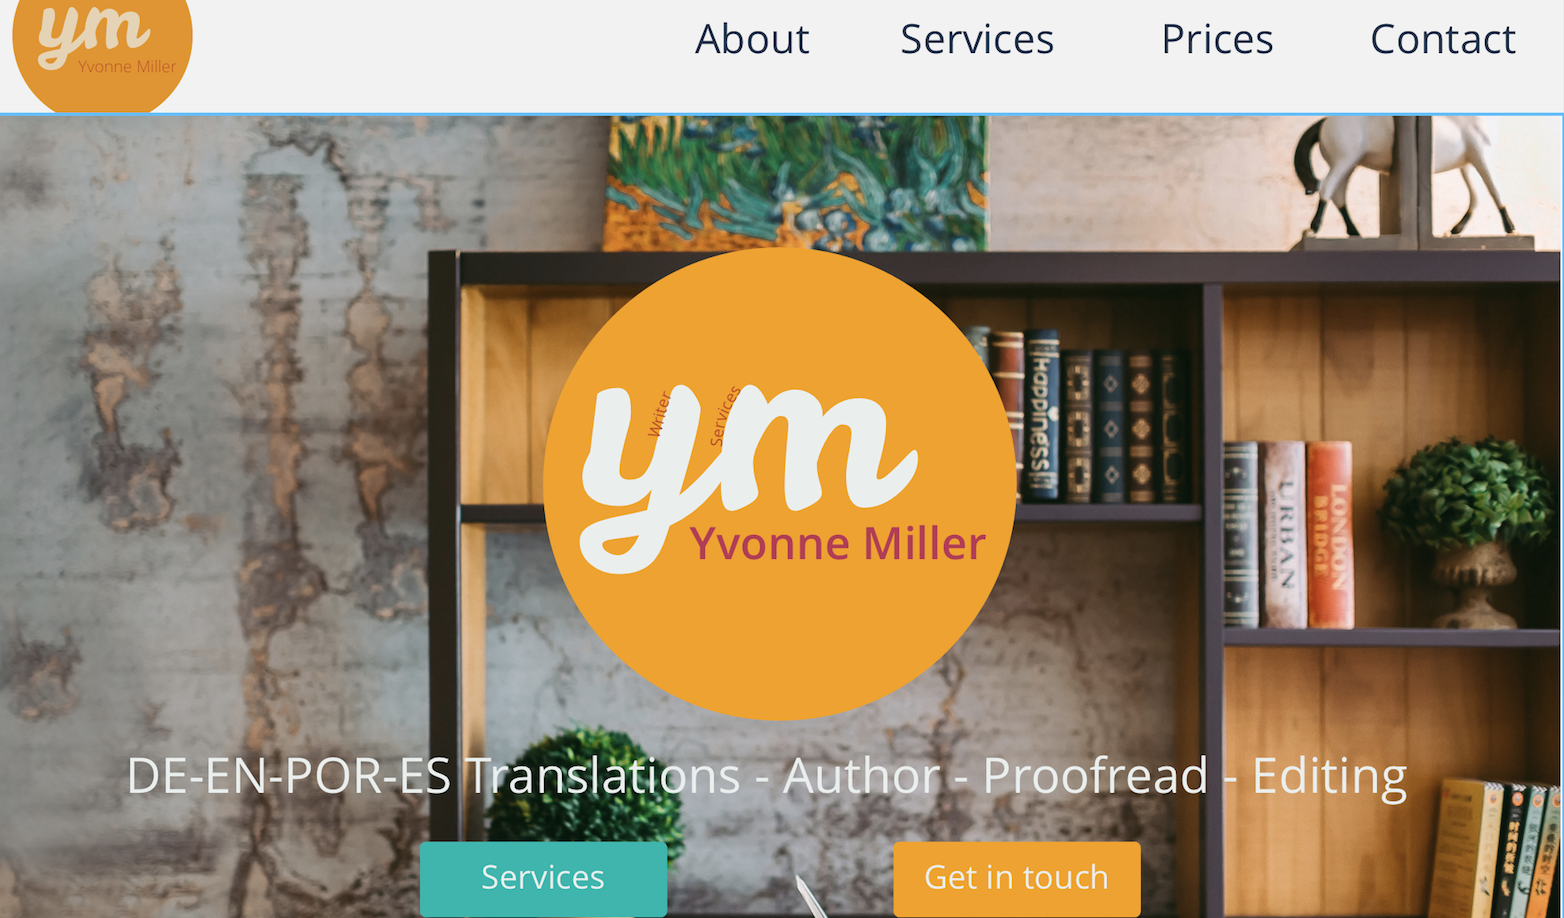 ym
Yvonne Miller
About Services Prices Contact
Happiness
Writer
Services
ym
Yvonne Miller
URBAN
LONDON
BRIDGE
DE-EN-POR-ES Translations - Author - Proofread - Editing
Services
Get in touch